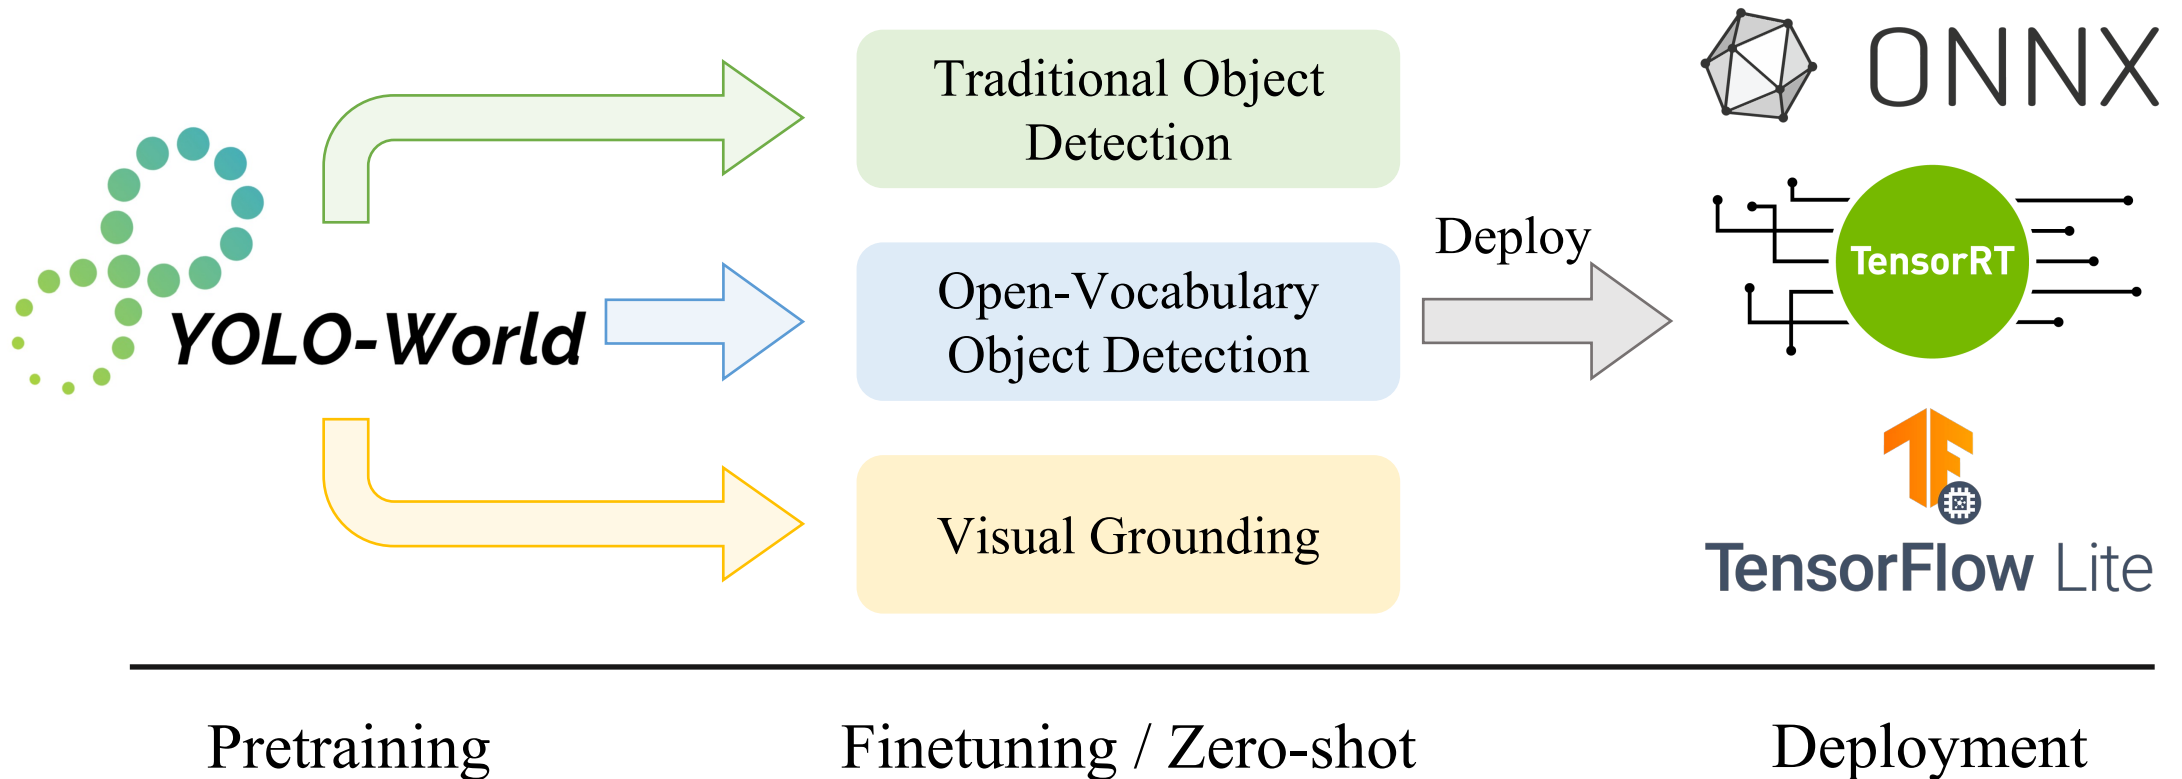 YOLO-World
Traditional Object
Detection
Open-Vocabulary
Object Detection
Visual Grounding
Deploy
ONNX
TensorRT
TensorFlow Lite
Pretraining
Finetuning / Zero-shot
Deployment